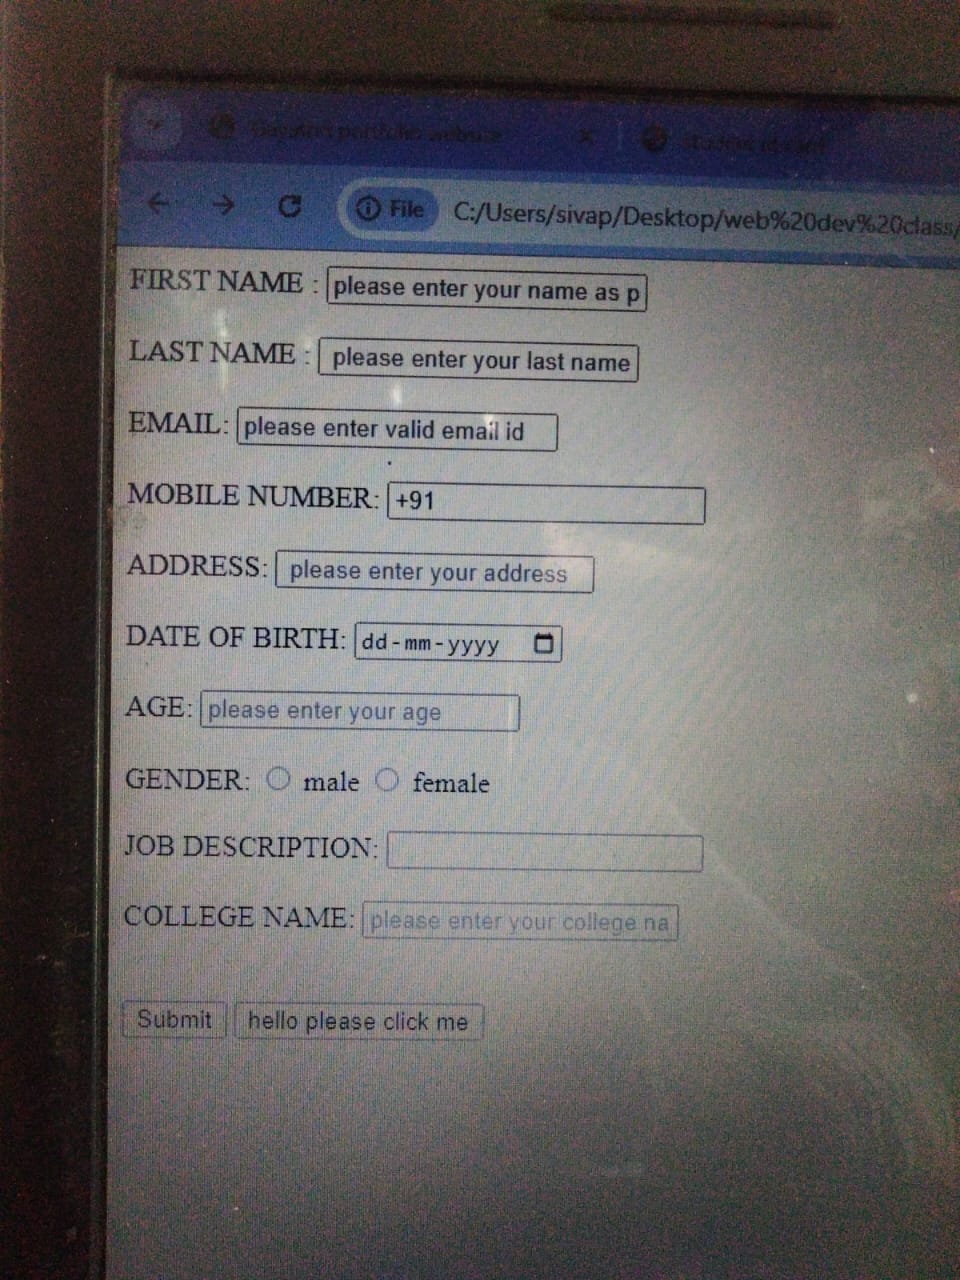 portfolio website
student id card
File C:/Users/sivap/Desktop/web%20dev%20class/
FIRST NAME : please enter your name as p
LAST NAME : please enter your last name
EMAIL: please enter valid email id
MOBILE NUMBER: +91
ADDRESS: please enter your address
DATE OF BIRTH: dd-mm-yyyy
AGE: please enter your age
GENDER: male female
JOB DESCRIPTION:
COLLEGE NAME: please enter your college na
Submit hello please click me